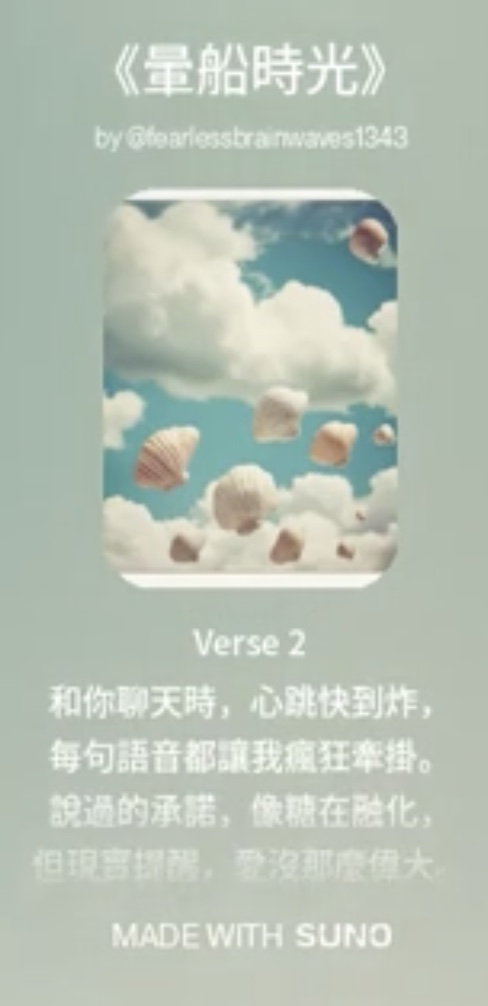 《暈船時光》
by @fearlessbrainwaves1343
Verse 2
和你聊天時，心跳快到炸，
每句語音都讓我瘋狂牽掛。
說過的承諾，像糖在融化，
但現實提醒，愛沒那麼偉大。
MADE WITH SUNO